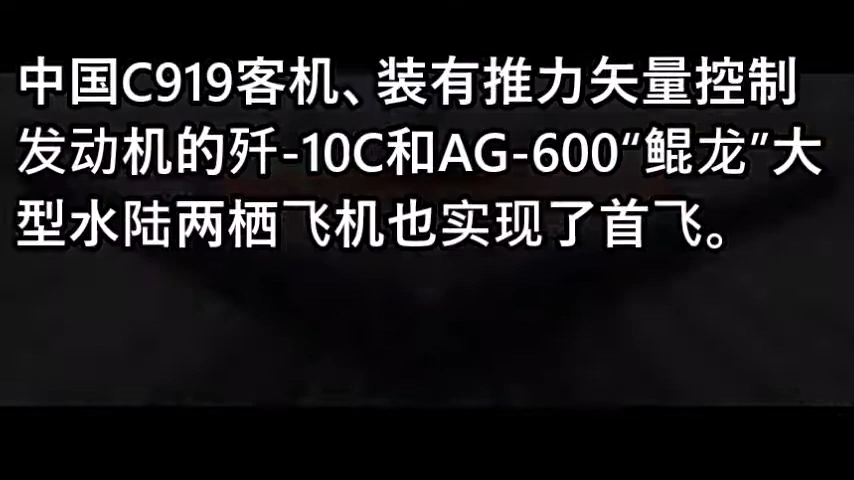 中国C919客机、装有推力矢量控制
发动机的歼-10C和AG-600“鲲龙”大
型水陆两栖飞机也实现了首飞。